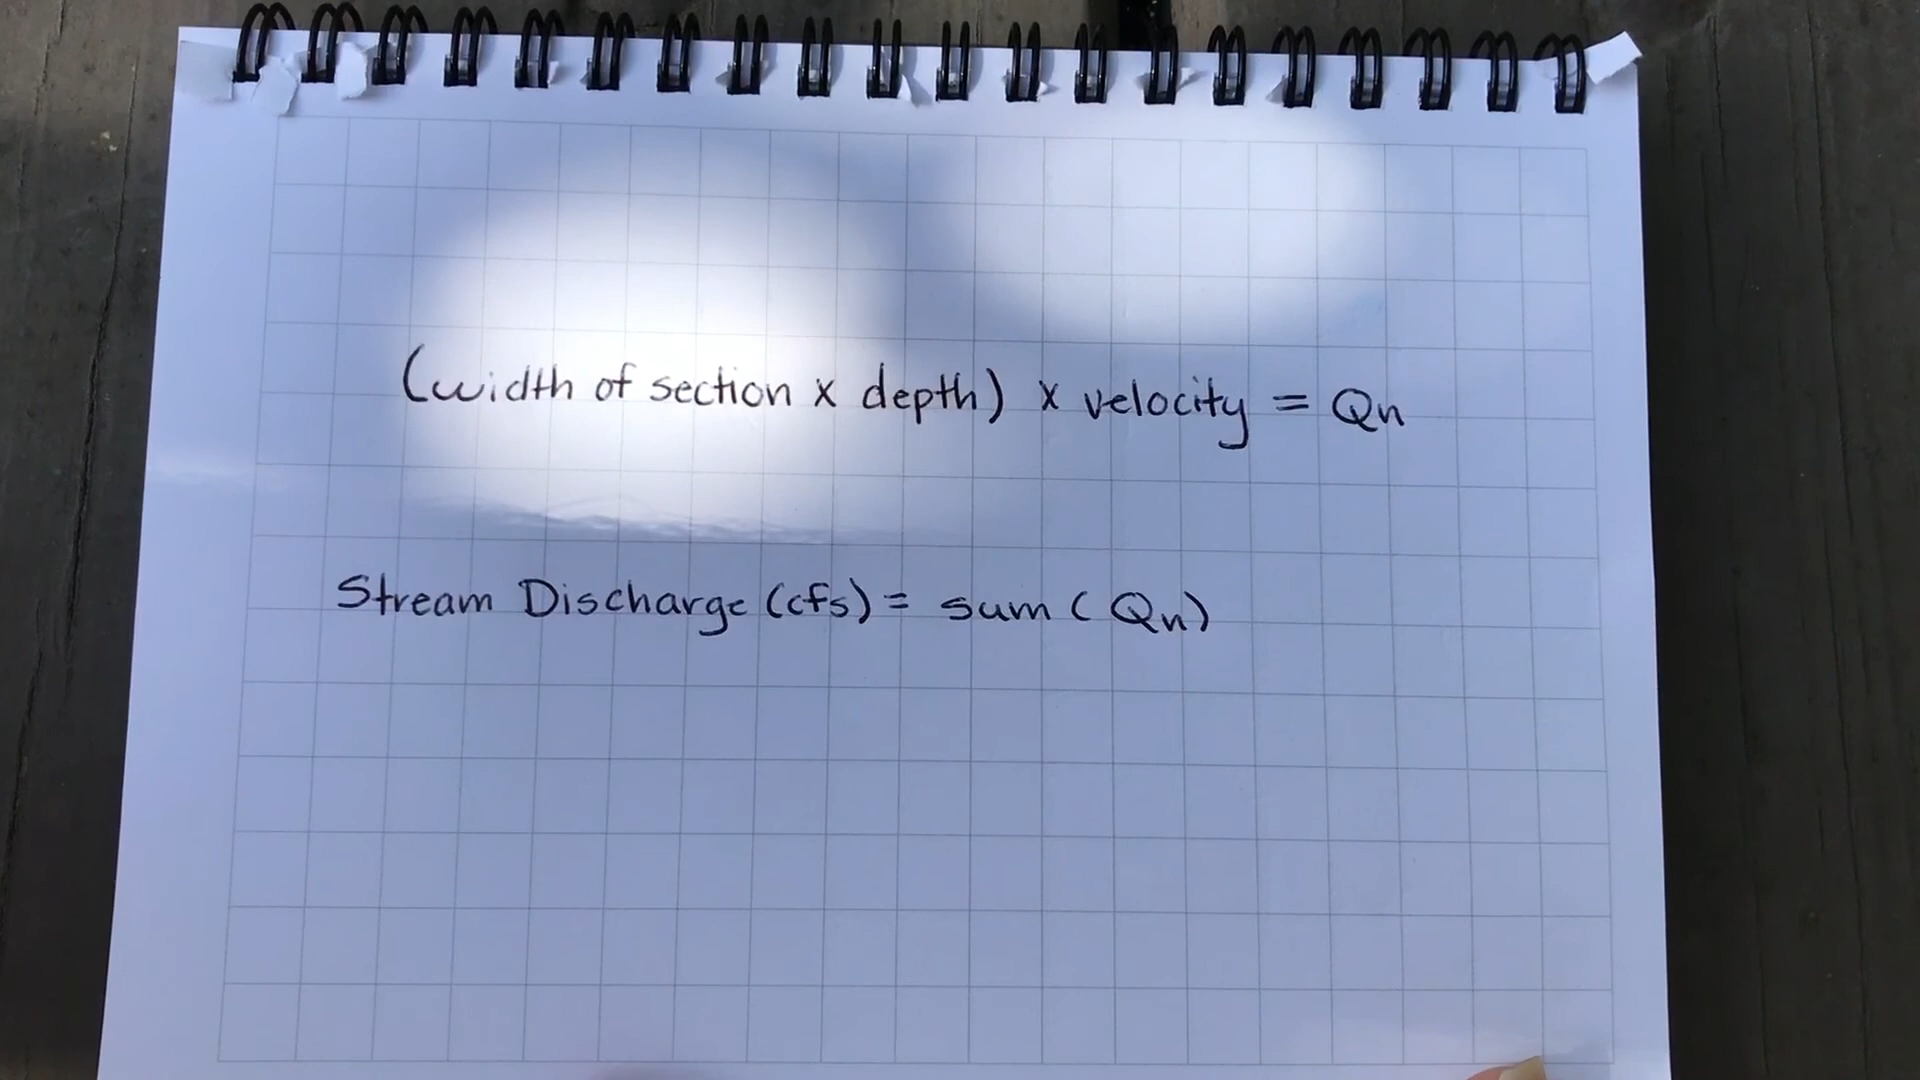 (width of section x depth) x velocity = Qn
Stream Discharge (cfs) = sum (Qn)